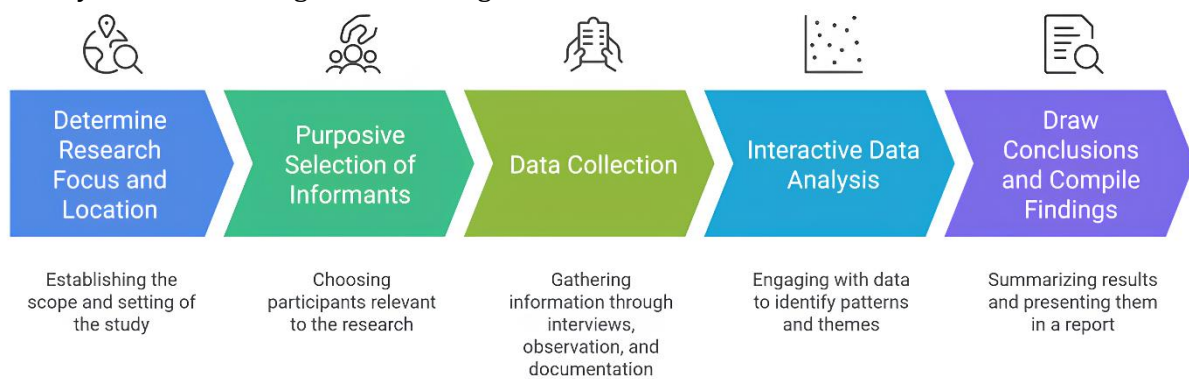 Determine
Research
Focus and
Location
Purposive
Selection of
Informants
Data Collection
Interactive Data
Analysis
Draw
Conclusions
and Compile
Findings
Establishing the
scope and setting of
the study
Choosing
participants relevant
to the research
Gathering
information through
interviews,
observation, and
documentation
Engaging with data
to identify patterns
and themes
Summarizing results
and presenting them
in a report